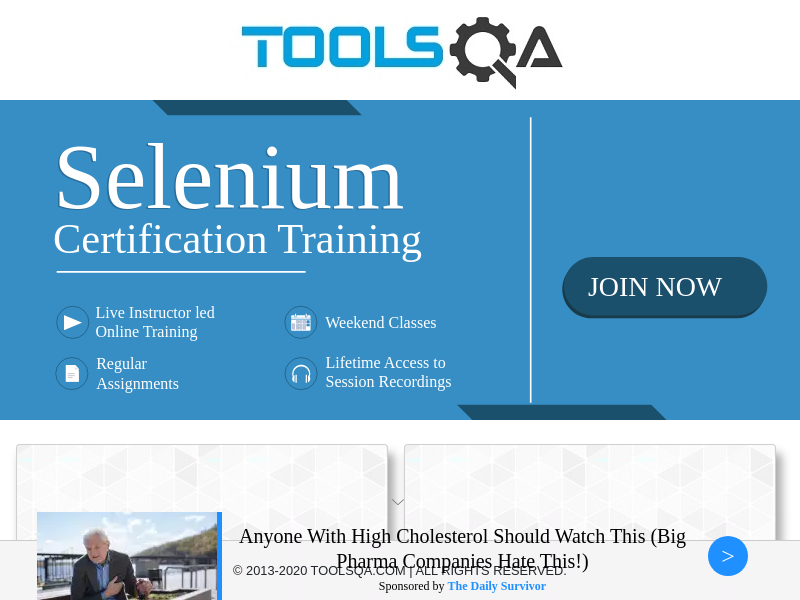 TOOLSQA
Selenium
Certification Training
JOIN NOW
Live Instructor led
Online Training
Weekend Classes
Regular
Assignments
Lifetime Access to
Session Recordings
Anyone With High Cholesterol Should Watch This (Big
Pharma Companies Hate This!)
© 2013-2020 TOOLSQA.COM | ALL RIGHTS RESERVED.
Sponsored by The Daily Survivor
>